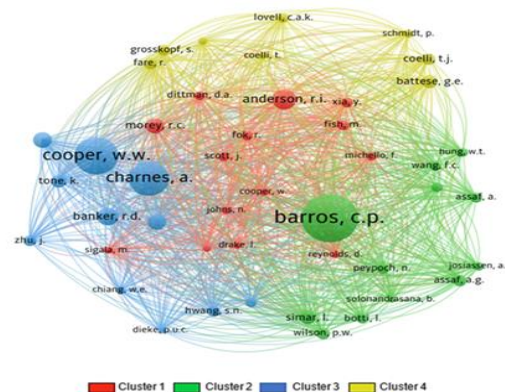 lovell, c.a.k.
schmidt, p.
grosskopf, s.
coelli, t.
coelli, t.j.
fare, r.
battese, g.e.
dittman, d.a.
anderson, r.i.
xia, y.
morey, r.c.
fish, m.
fok, r.
hung, w.t.
cooper, w.w.
scott, j.
michello, f.
wang, f.c.
tone, k.
charnes, a.
cooper, w.
assaf, a.
johns, n.
banker, r.d.
barros, c.p.
zhu, j.
sigala, m.
drake, l.
reynolds, d.
peypoch, n.
josiassen, a.
assaf, a.g.
chiang, w.e.
solonandrasana, b.
hwang, s.n.
simar, l.
botti, l.
dieke, p.u.c.
wilson, p.w.
Cluster 1 Cluster 2 Cluster 3 Cluster 4